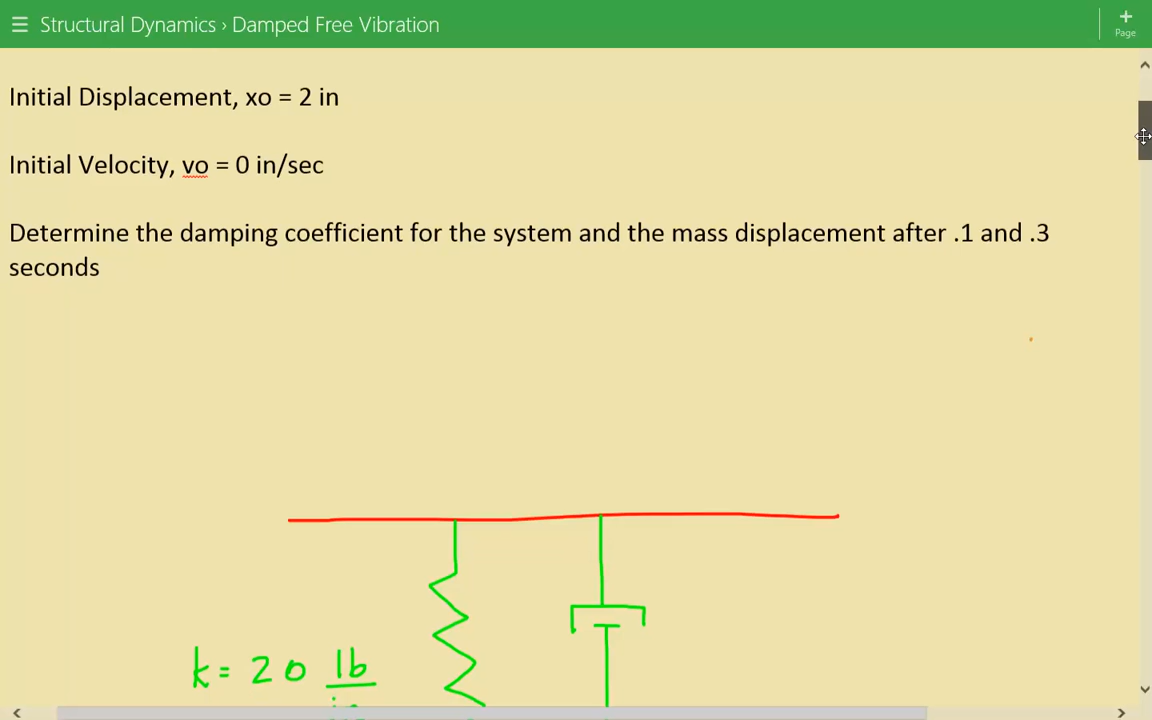 Structural Dynamics › Damped Free Vibration
Page
Initial Displacement, xo = 2 in
Initial Velocity, vo = 0 in/sec
Determine the damping coefficient for the system and the mass displacement after .1 and .3
seconds
k = 20 lb